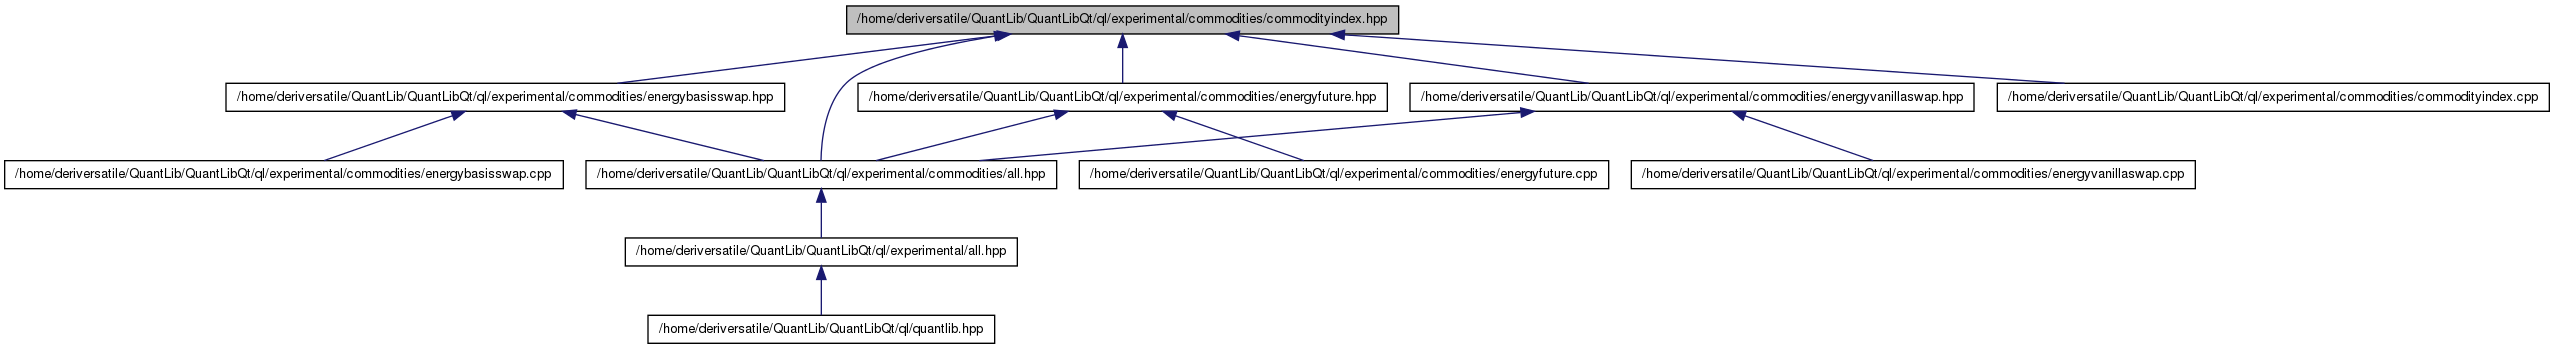 /home/deriversatile/QuantLib/QuantLibQt/ql/experimental/commodities/commodityindex.hpp
/home/deriversatile/QuantLib/QuantLibQt/ql/experimental/commodities/energybasisswap.hpp
/home/deriversatile/QuantLib/QuantLibQt/ql/experimental/commodities/energyfuture.hpp
/home/deriversatile/QuantLib/QuantLibQt/ql/experimental/commodities/energyvanillaswap.hpp
/home/deriversatile/QuantLib/QuantLibQt/ql/experimental/commodities/commodityindex.cpp
/home/deriversatile/QuantLib/QuantLibQt/ql/experimental/commodities/energybasisswap.cpp
/home/deriversatile/QuantLib/QuantLibQt/ql/experimental/commodities/all.hpp
/home/deriversatile/QuantLib/QuantLibQt/ql/experimental/commodities/energyfuture.cpp
/home/deriversatile/QuantLib/QuantLibQt/ql/experimental/commodities/energyvanillaswap.cpp
/home/deriversatile/QuantLib/QuantLibQt/ql/experimental/all.hpp
/home/deriversatile/QuantLib/QuantLibQt/ql/quantlib.hpp